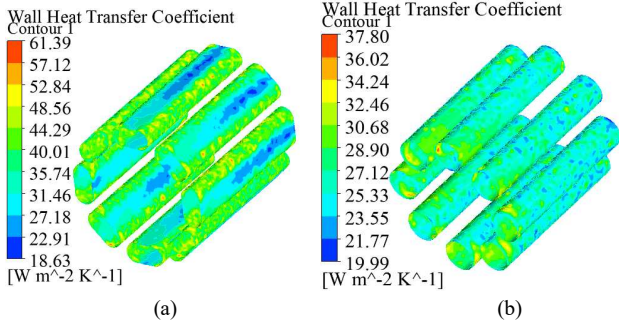 Wall Heat Transfer Coefficient
Contour 1
61.39
57.12
52.84
48.56
44.29
40.01
35.74
31.46
27.18
22.91
18.63
[W m^-2 K^-1]
(a)
Wall Heat Transfer Coefficient
Contour 1
37.80
36.02
34.24
32.46
30.68
28.90
27.12
25.33
23.55
21.77
19.99
[W m^-2 K^-1]
(b)